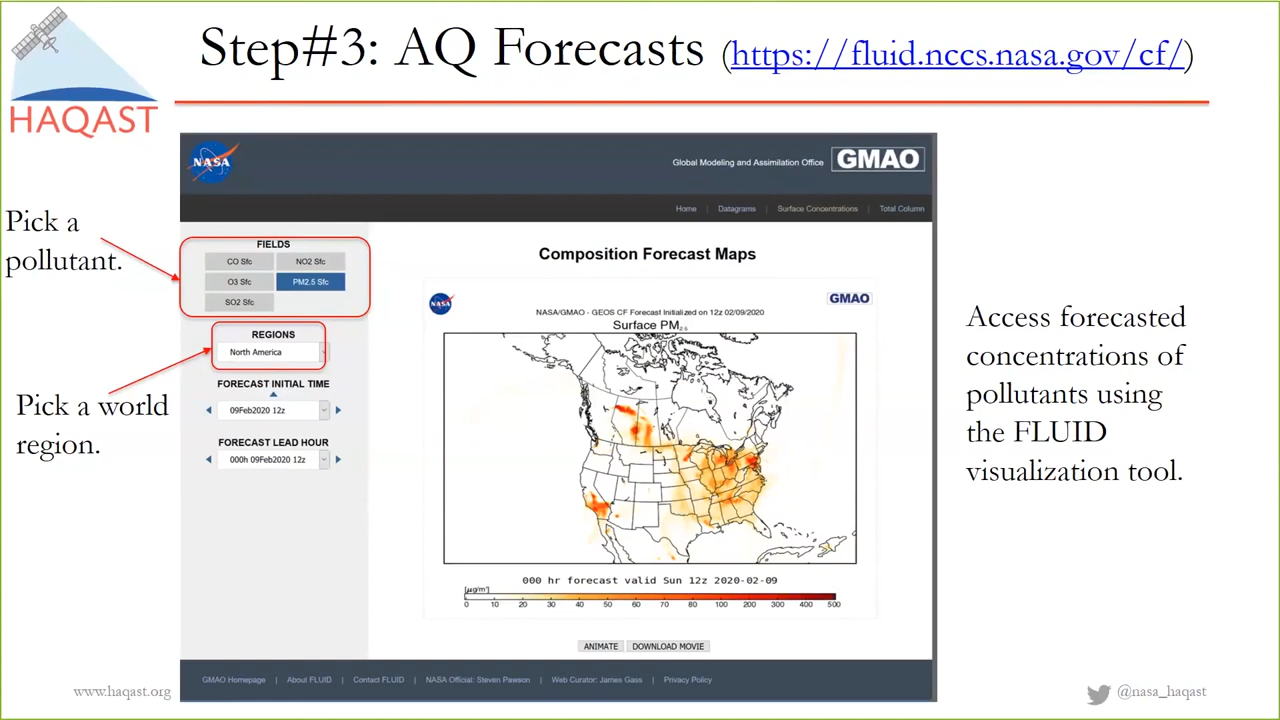 Step#3: AQ Forecasts (https://fluid.nccs.nasa.gov/cf/)
HAQAST
NASA
Global Modeling and Assimilation Office GMAO
Home | Datagrams | Surface Concentrations | Total Column
Pick a
pollutant.
FIELDS
CO Sfc NO2 Sfc
O3 Sfc PM2.5 Sfc
SO2 Sfc
REGIONS
North America
Pick a world
region.
FORECAST INITIAL TIME
09Feb2020 12z
FORECAST LEAD HOUR
000h 09Feb2020 12z
Composition Forecast Maps
NASA
GMAO
NASA/GMAO - GEOS CF Forecast Initialized on 12z 02/09/2020
Surface PM2.5
000 hr forecast valid Sun 12z 2020-02-09
[µg/m³]
0 10 20 30 40 50 60 70 80 100 200 300 400 500
ANIMATE DOWNLOAD MOVIE
Access forecasted
concentrations of
pollutants using
the FLUID
visualization tool.
GMAO Homepage | About FLUID | Contact FLUID | NASA Official: Steven Pawson | Web Curator: James Gass | Privacy Policy
www.haqast.org
@nasa_haqast